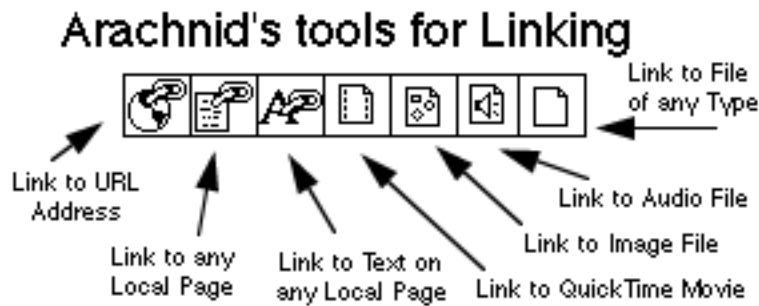 Arachnid's tools for Linking
Link to File
of any Type
Link to URL
Address
Link to any
Local Page
Link to Text on
any Local Page
Link to Audio File
Link to Image File
Link to QuickTime Movie